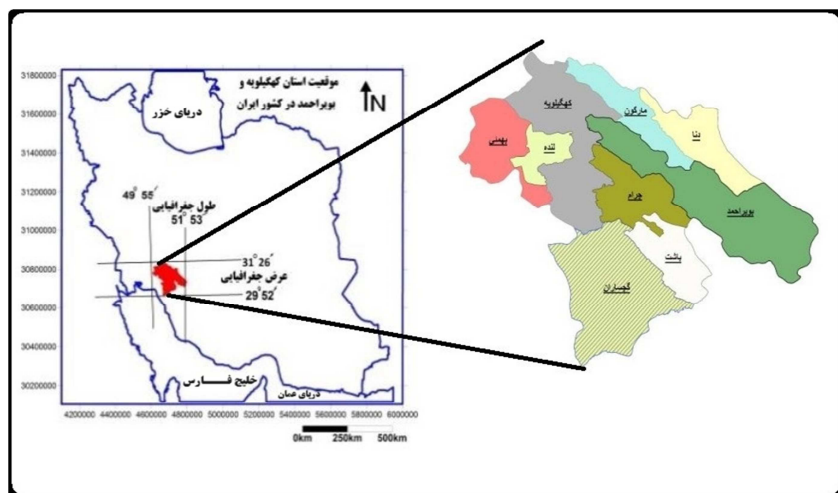 موقعیت استان کهگیلویه و
بویراحمد در کشور ایران
N
دریای خزر
طول جغرافیایی
49° 55´
51° 53´
31° 26´
عرض جغرافیایی
29° 52´
خلیج فــــارس
دریای عمان
31800000
31600000
31400000
31200000
31000000
30800000
30600000
30400000
30200000
4200000 4400000 4600000 4800000 5000000 5200000 5400000 5600000 5800000 6000000
0km 250km 500km
کهگیلویه
مارگون
دنا
بهمئی
لنده
چرام
بویراحمد
باشت
گچساران